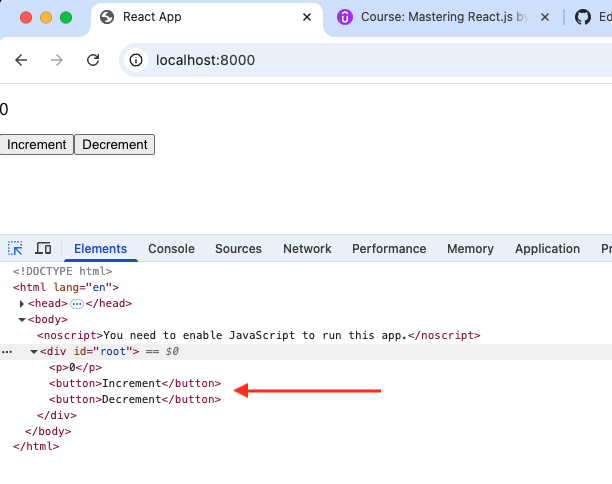 React App
Course: Mastering React.js by
Ed
localhost:8000
0
Increment Decrement
Elements Console Sources Network Performance Memory Application Pr
<!DOCTYPE html>
<html lang="en">
<head> ⋯ </head>
<body>
<noscript>You need to enable JavaScript to run this app.</noscript>
⋯ <div id="root"> == $0
<p>0</p>
<button>Increment</button>
<button>Decrement</button>
</div>
</body>
</html>